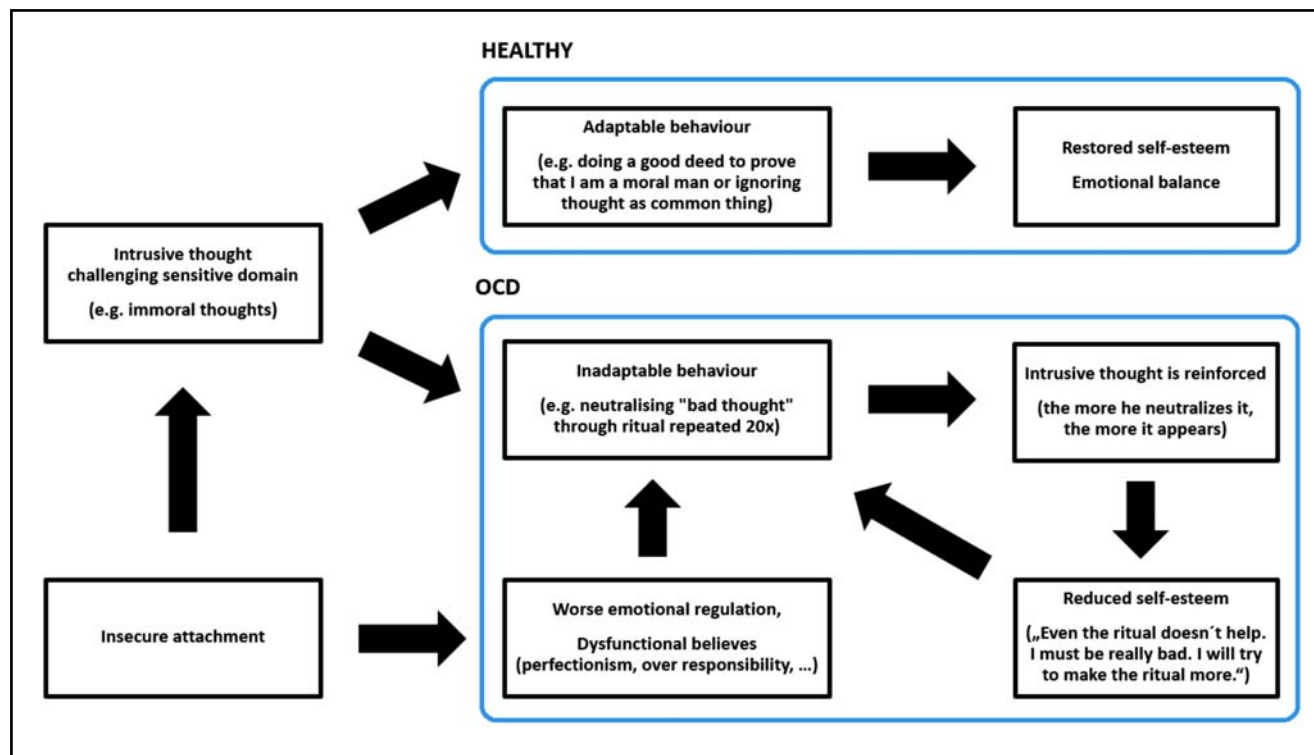 HEALTHY
Adaptable behaviour
(e.g. doing a good deed to prove
that I am a moral man or ignoring
thought as common thing)
Restored self-esteem
Emotional balance
Intrusive thought
challenging sensitive domain
(e.g. immoral thoughts)
OCD
Inadaptable behaviour
(e.g. neutralising "bad thought"
through ritual repeated 20x)
Intrusive thought is reinforced
(the more he neutralizes it,
the more it appears)
Insecure attachment
Worse emotional regulation,
Dysfunctional believes
(perfectionism, over responsibility, ...)
Reduced self-esteem
(„Even the ritual doesn´t help.
I must be really bad. I will try
to make the ritual more.“)